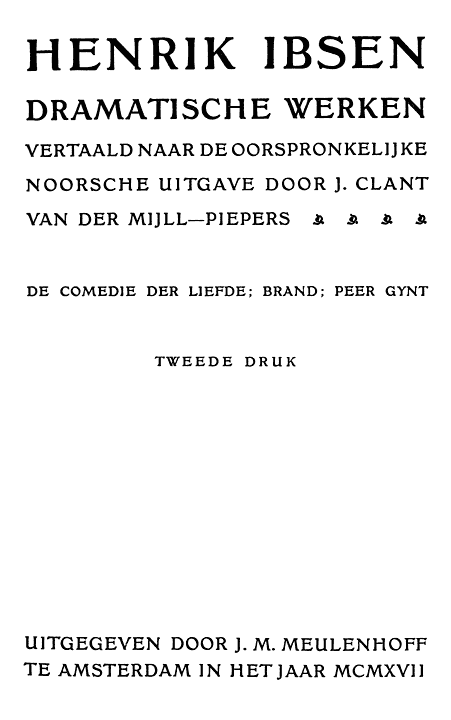 HENRIK IBSEN
DRAMATISCHE WERKEN
VERTAALD NAAR DE OORSPRONKELIJKE
NOORSCHE UITGAVE DOOR J. CLANT
VAN DER MIJLL—PIEPERS
DE COMEDIE DER LIEFDE; BRAND; PEER GYNT
TWEEDE DRUK
UITGEGEVEN DOOR J. M. MEULENHOFF
TE AMSTERDAM IN HET JAAR MCMXVII